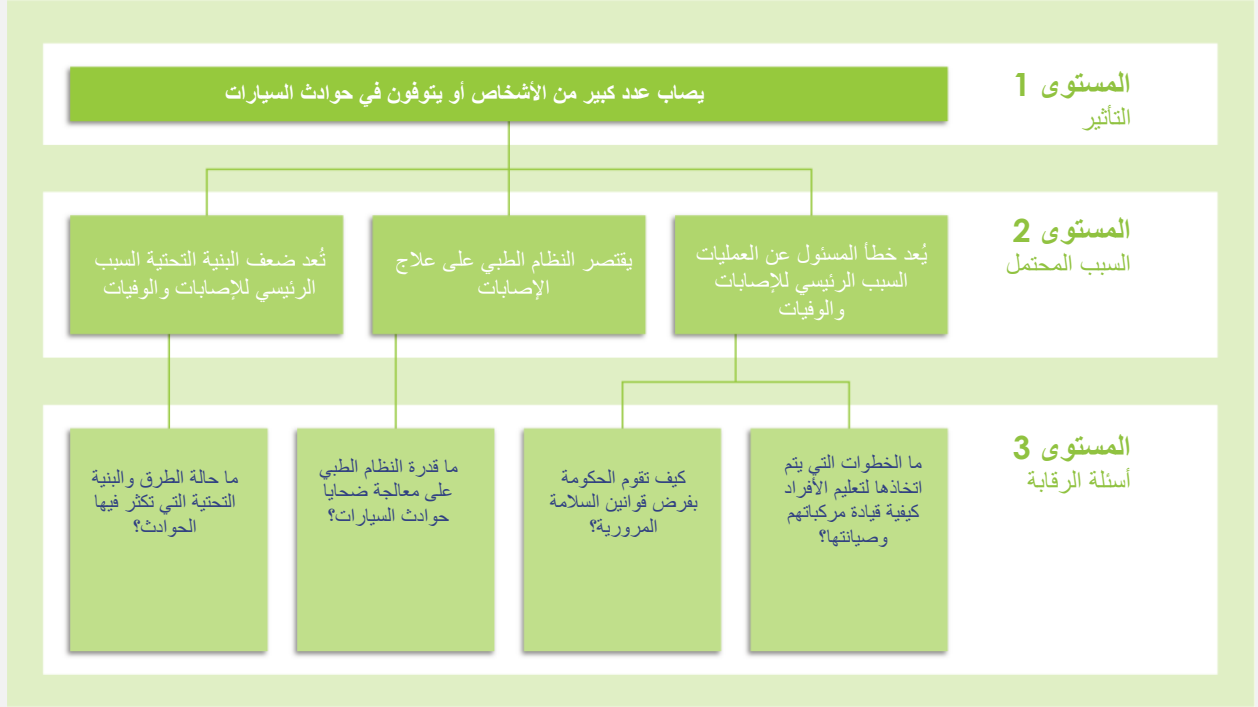 المستوى 1
التأثير
يصاب عدد كبير من الأشخاص أو يتوفون في حوادث السيارات
المستوى 2
السبب المحتمل
يُعد خطأ المسئول عن العمليات
السبب الرئيسي للإصابات
والوفيات
يقتصر النظام الطبي على علاج
الإصابات
تُعد ضعف البنية التحتية السبب
الرئيسي للإصابات والوفيات
المستوى 3
أسئلة الرقابة
ما الخطوات التي يتم
اتخاذها لتعليم الأفراد
كيفية قيادة مركباتهم
وصيانتها؟
كيف تقوم الحكومة
بفرض قوانين السلامة
المرورية؟
ما قدرة النظام الطبي
على معالجة ضحايا
حوادث السيارات؟
ما حالة الطرق والبنية
التحتية التي تكثر فيها
الحوادث؟